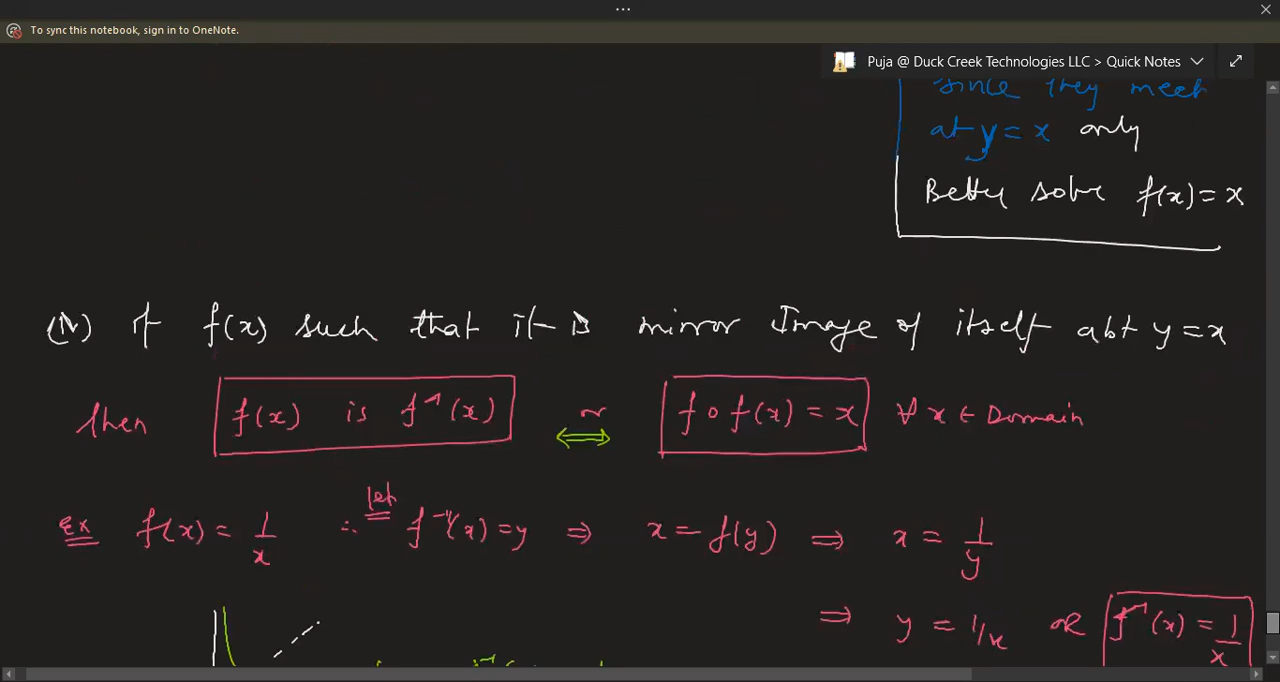 ...
To sync this notebook, sign in to OneNote.
Puja @ Duck Creek Technologies LLC > Quick Notes
since they meet
at y = x only
Better solve f(x) = x
(N) if f(x) such that it is mirror Image of itself abt y = x
then f(x) is f⁻¹(x) ⇔ or f o f(x) = x ∀ x ∈ Domain
Ex f(x) = 1/x ∴ let f⁻¹(x) = y ⇒ x = f(y) ⇒ x = 1/y
⇒ y = 1/x OR f⁻¹(x) = 1/x